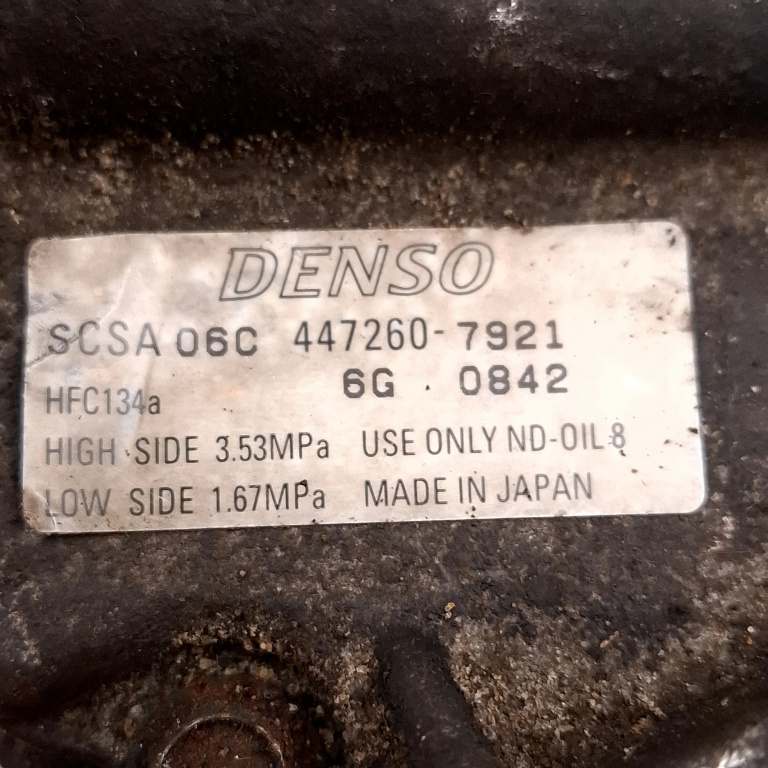 DENSO
SCSA 06C 447260-7921
6G . 0842
HFC134a
HIGH SIDE 3.53MPa USE ONLY ND-OIL 8
LOW SIDE 1.67MPa MADE IN JAPAN